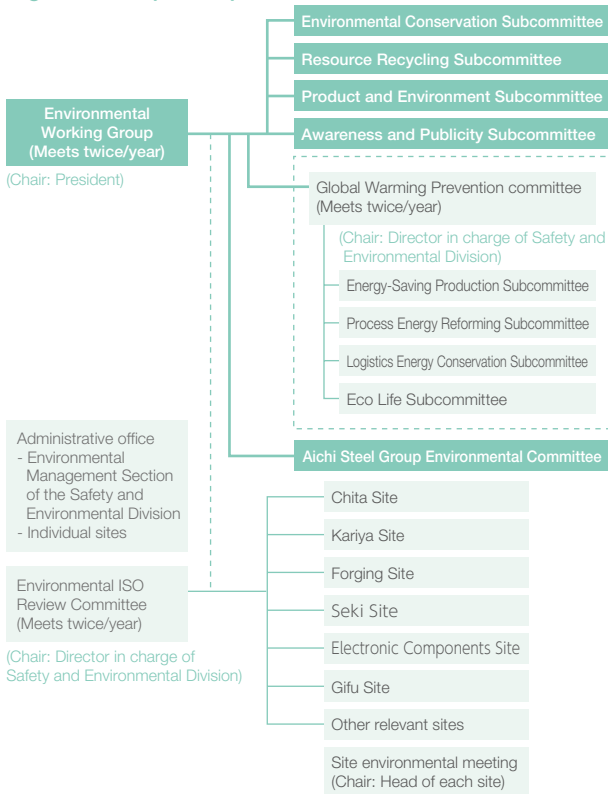 Environmental Conservation Subcommittee
Resource Recycling Subcommittee
Product and Environment Subcommittee
Awareness and Publicity Subcommittee
Environmental
Working Group
(Meets twice/year)
(Chair: President)
Global Warming Prevention committee
(Meets twice/year)
(Chair: Director in charge of Safety and
Environmental Division)
Energy-Saving Production Subcommittee
Process Energy Reforming Subcommittee
Logistics Energy Conservation Subcommittee
Eco Life Subcommittee
Aichi Steel Group Environmental Committee
Administrative office
- Environmental
Management Section
of the Safety and
Environmental Division
- Individual sites
Environmental ISO
Review Committee
(Meets twice/year)
(Chair: Director in charge of
Safety and Environmental Division)
Chita Site
Kariya Site
Forging Site
Seki Site
Electronic Components Site
Gifu Site
Other relevant sites
Site environmental meeting
(Chair: Head of each site)